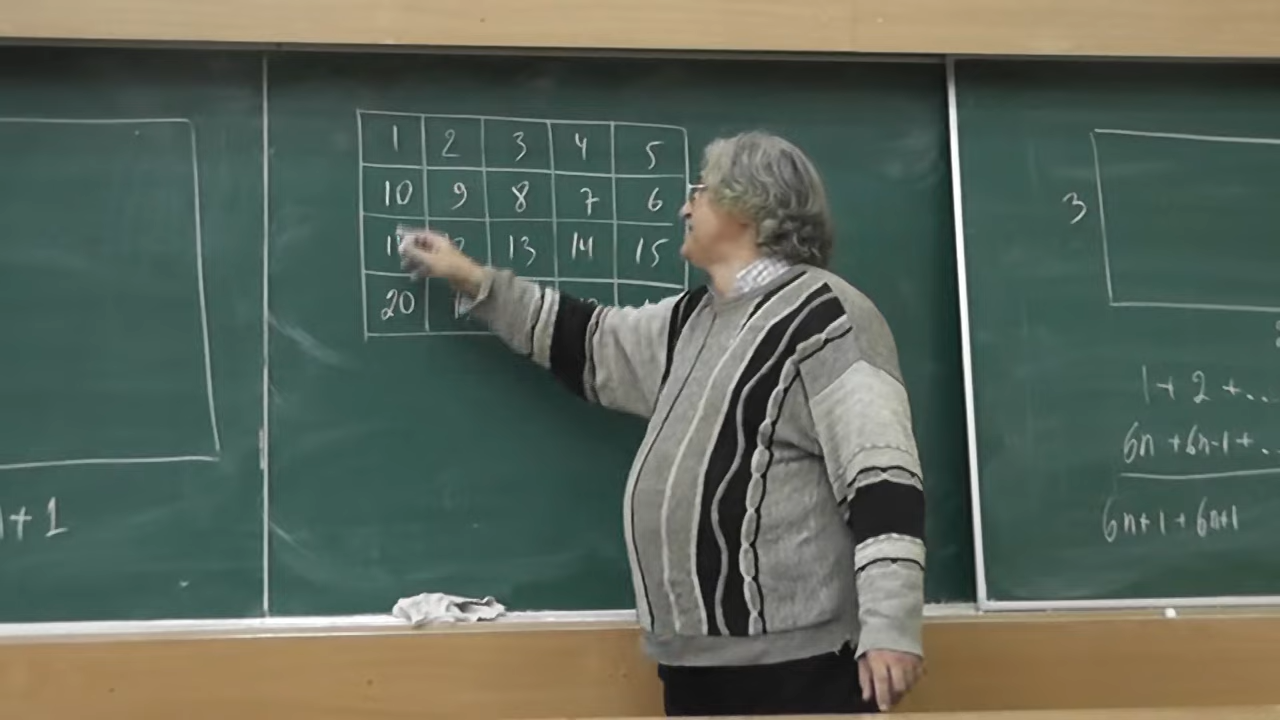 1 2 3 4 5
10 9 8 7 6
13 14 15
20
+ 1
3
1 + 2 + ..
6n + 6n-1 + .
6n+1 + 6n+1